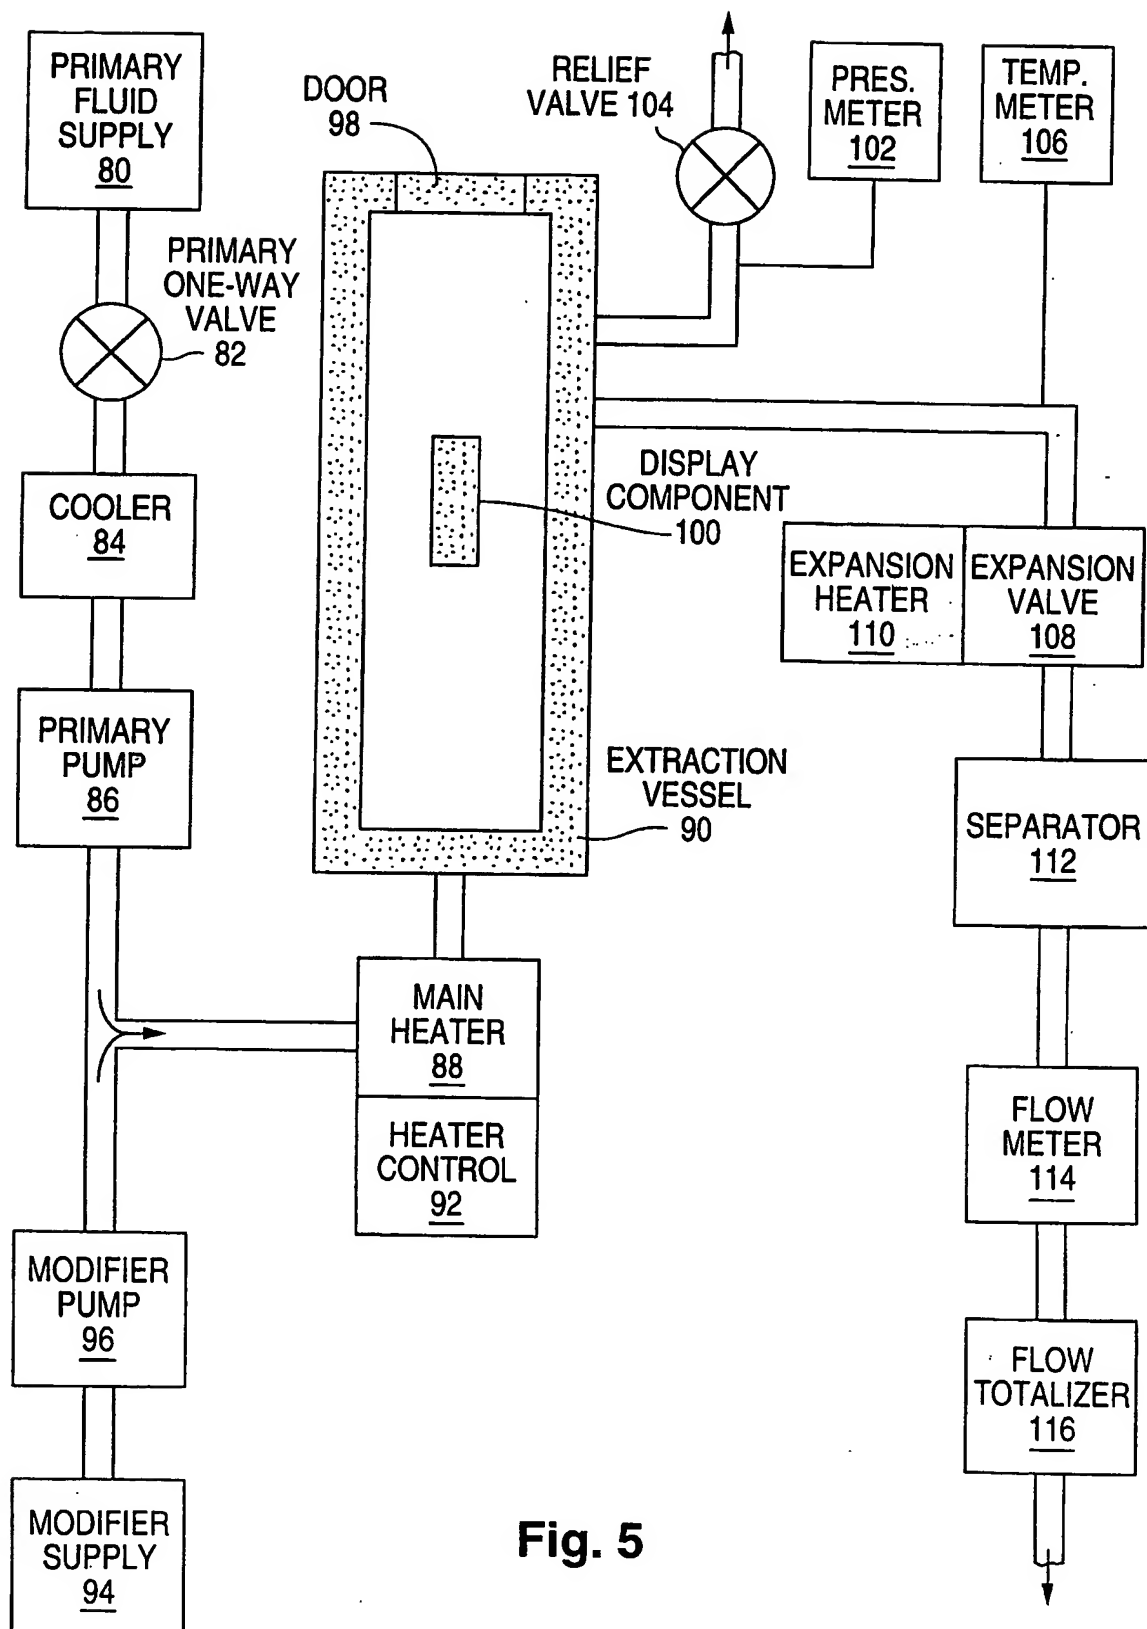 PRIMARY
FLUID
SUPPLY
80
PRIMARY
ONE-WAY
VALVE
82
COOLER
84
PRIMARY
PUMP
86
MODIFIER
PUMP
96
MODIFIER
SUPPLY
94
DOOR
98
RELIEF
VALVE 104
PRES.
METER
102
TEMP.
METER
106
DISPLAY
COMPONENT
100
EXTRACTION
VESSEL
90
MAIN
HEATER
88
HEATER
CONTROL
92
EXPANSION
HEATER
110
EXPANSION
VALVE
108
SEPARATOR
112
FLOW
METER
114
FLOW
TOTALIZER
116
Fig. 5